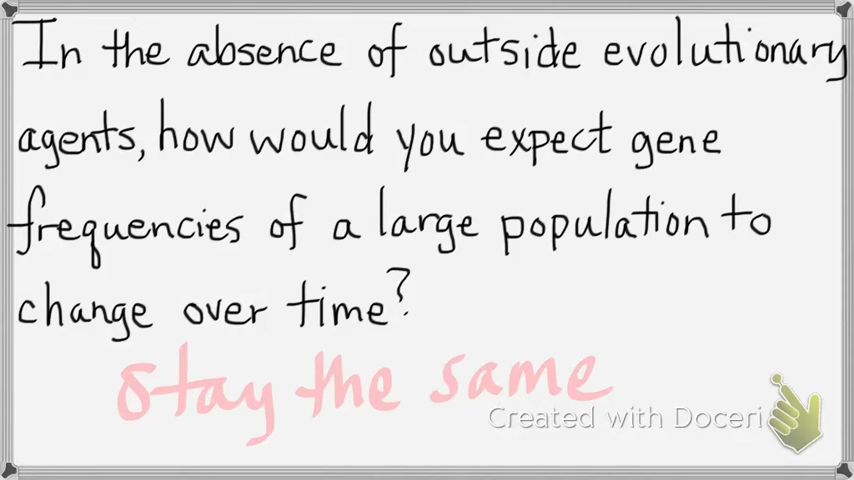 In the absence of outside evolutionary
agents, how would you expect gene
frequencies of a large population to
change over time?
Stay the same
Created with Doceri